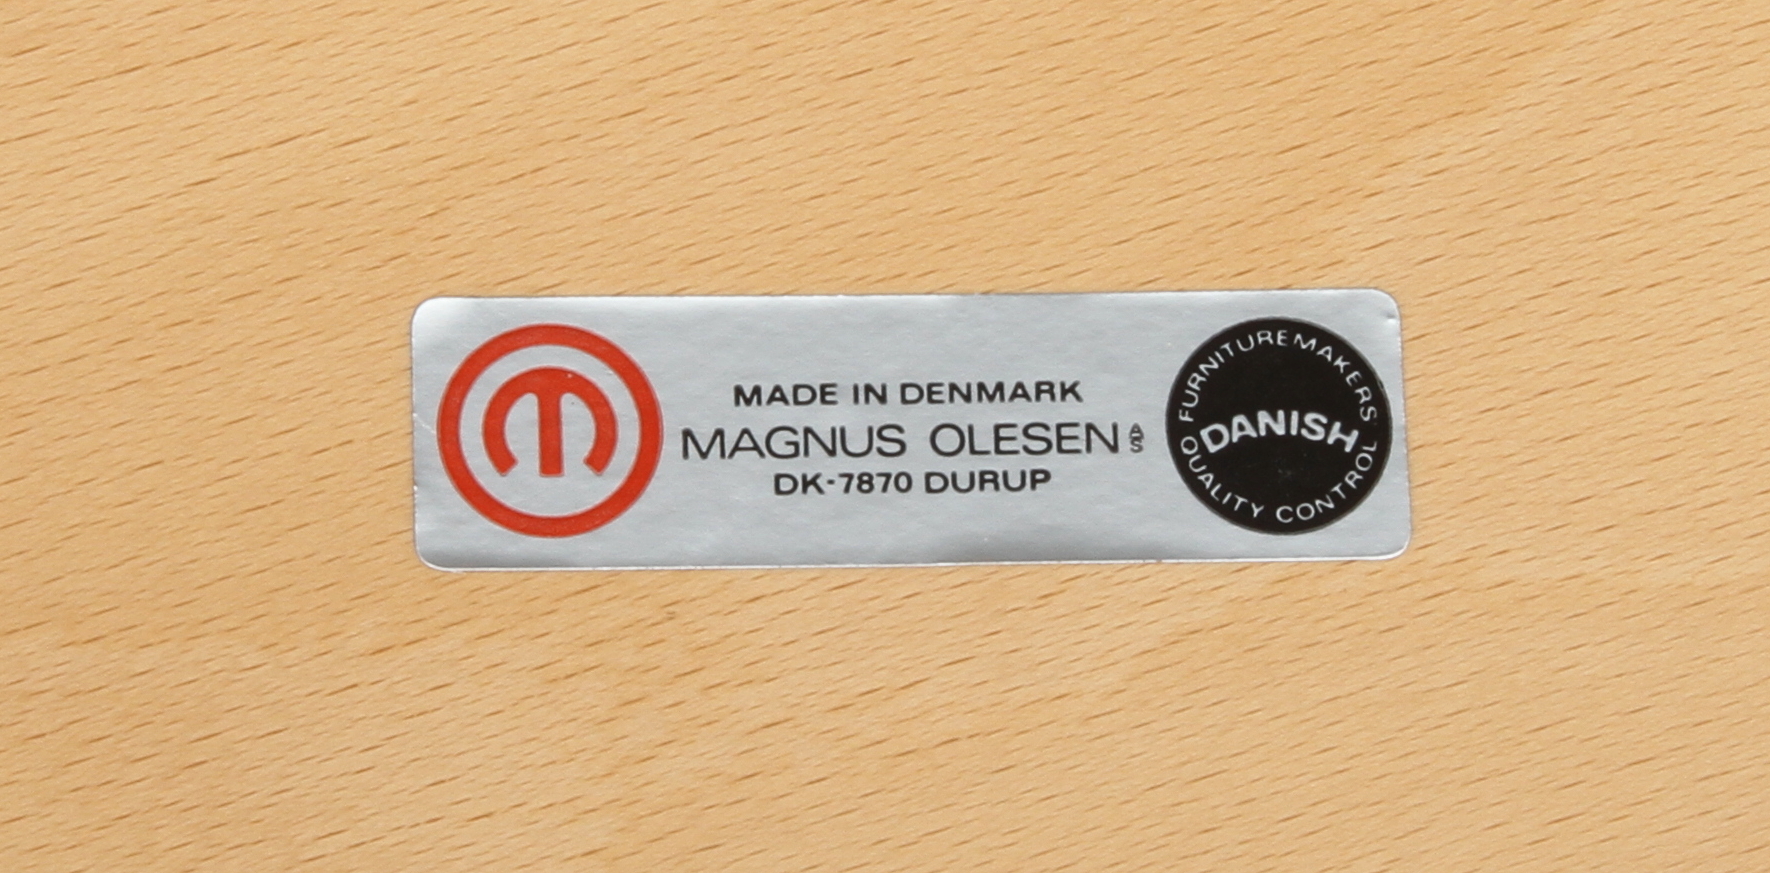 MADE IN DENMARK
MAGNUS OLESEN A/S
DK-7870 DURUP
FURNITUREMAKERS
DANISH
QUALITY CONTROL